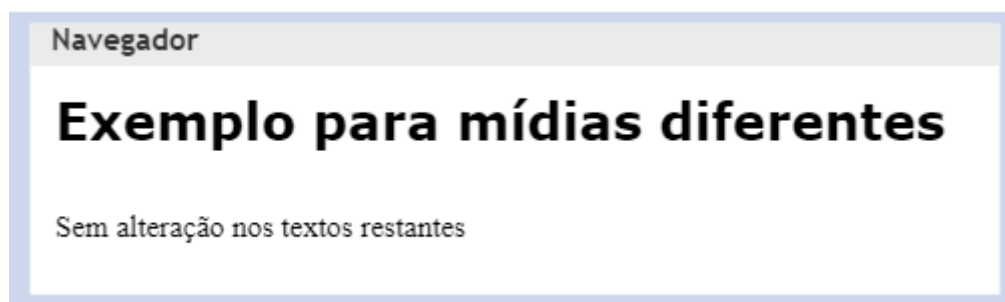 Navegador
Exemplo para mídias diferentes
Sem alteração nos textos restantes